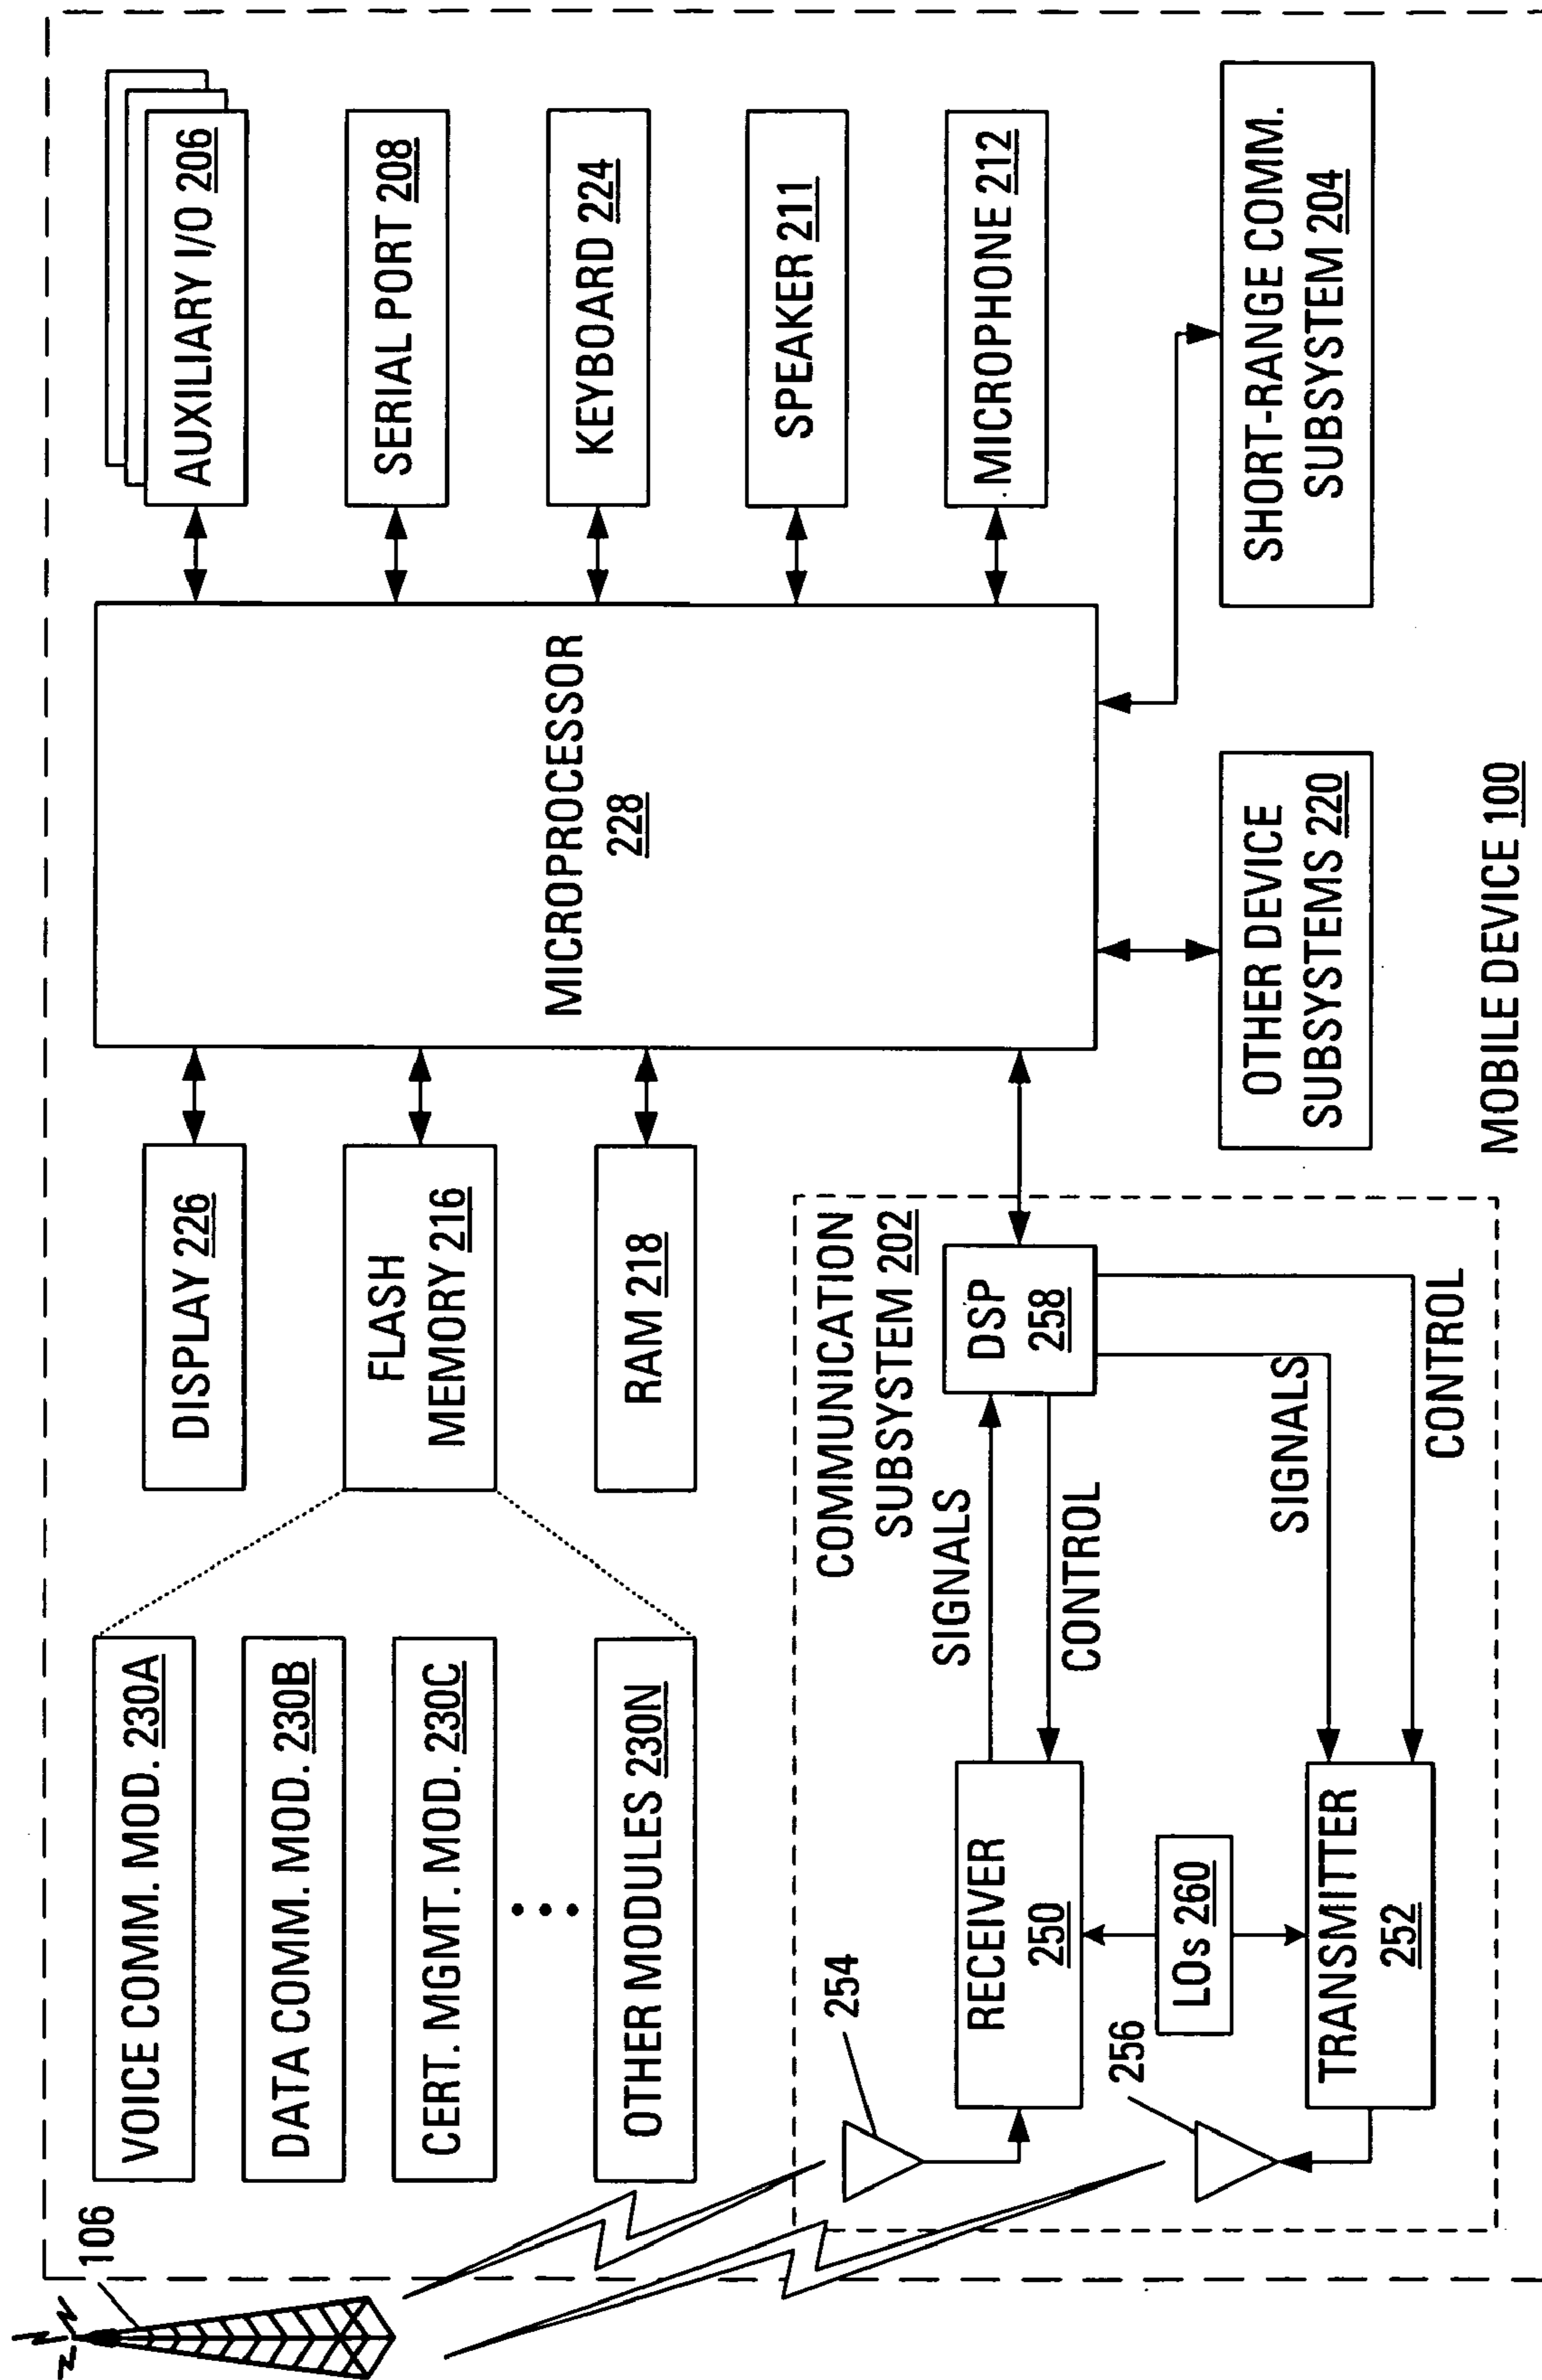 106
VOICE COMM. MOD. 230A
DATA COMM. MOD. 230B
CERT. MGMT. MOD. 230C
OTHER MODULES 230N
DISPLAY 226
FLASH
MEMORY 216
RAM 218
MICROPROCESSOR
228
AUXILIARY I/O 206
SERIAL PORT 208
KEYBOARD 224
SPEAKER 211
MICROPHONE 212
COMMUNICATION
SUBSYSTEM 202
254
RECEIVER
250
SIGNALS
CONTROL
DSP
258
256
LOs 260
TRANSMITTER
252
SIGNALS
CONTROL
OTHER DEVICE
SUBSYSTEMS 220
SHORT-RANGE COMM.
SUBSYSTEM 204
MOBILE DEVICE 100